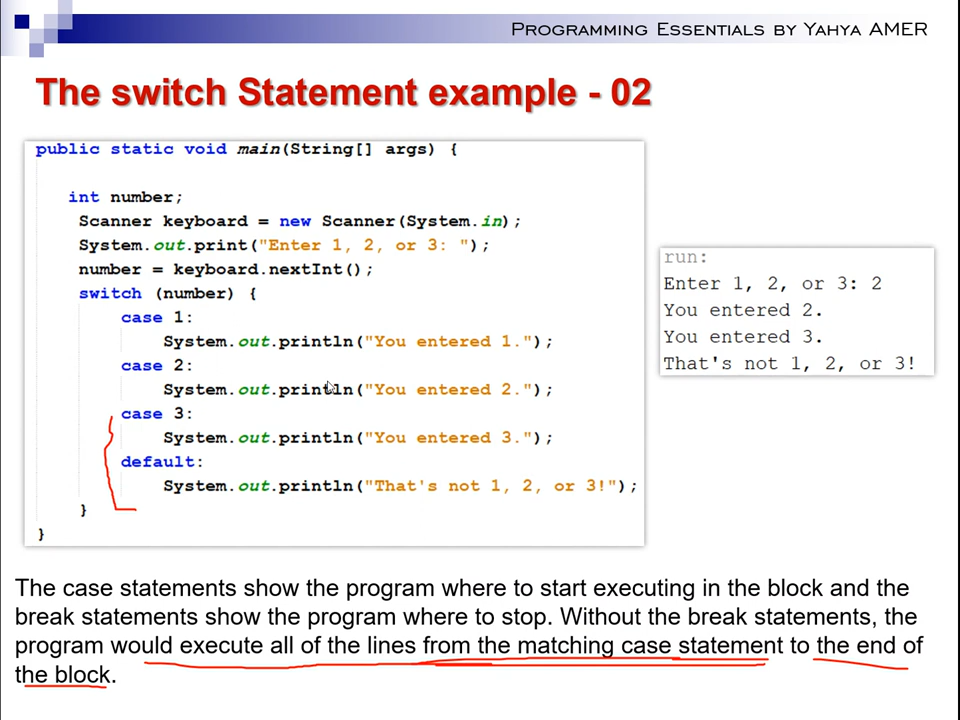 PROGRAMMING ESSENTIALS BY YAHYA AMER
The switch Statement example - 02
public static void main(String[] args) {
int number;
Scanner keyboard = new Scanner(System.in);
System.out.print("Enter 1, 2, or 3: ");
number = keyboard.nextInt();
switch (number) {
case 1:
System.out.println("You entered 1.");
case 2:
System.out.println("You entered 2.");
case 3:
System.out.println("You entered 3.");
default:
System.out.println("That's not 1, 2, or 3!");
}
}
run:
Enter 1, 2, or 3: 2
You entered 2.
You entered 3.
That's not 1, 2, or 3!
The case statements show the program where to start executing in the block and the
break statements show the program where to stop. Without the break statements, the
program would execute all of the lines from the matching case statement to the end of
the block.